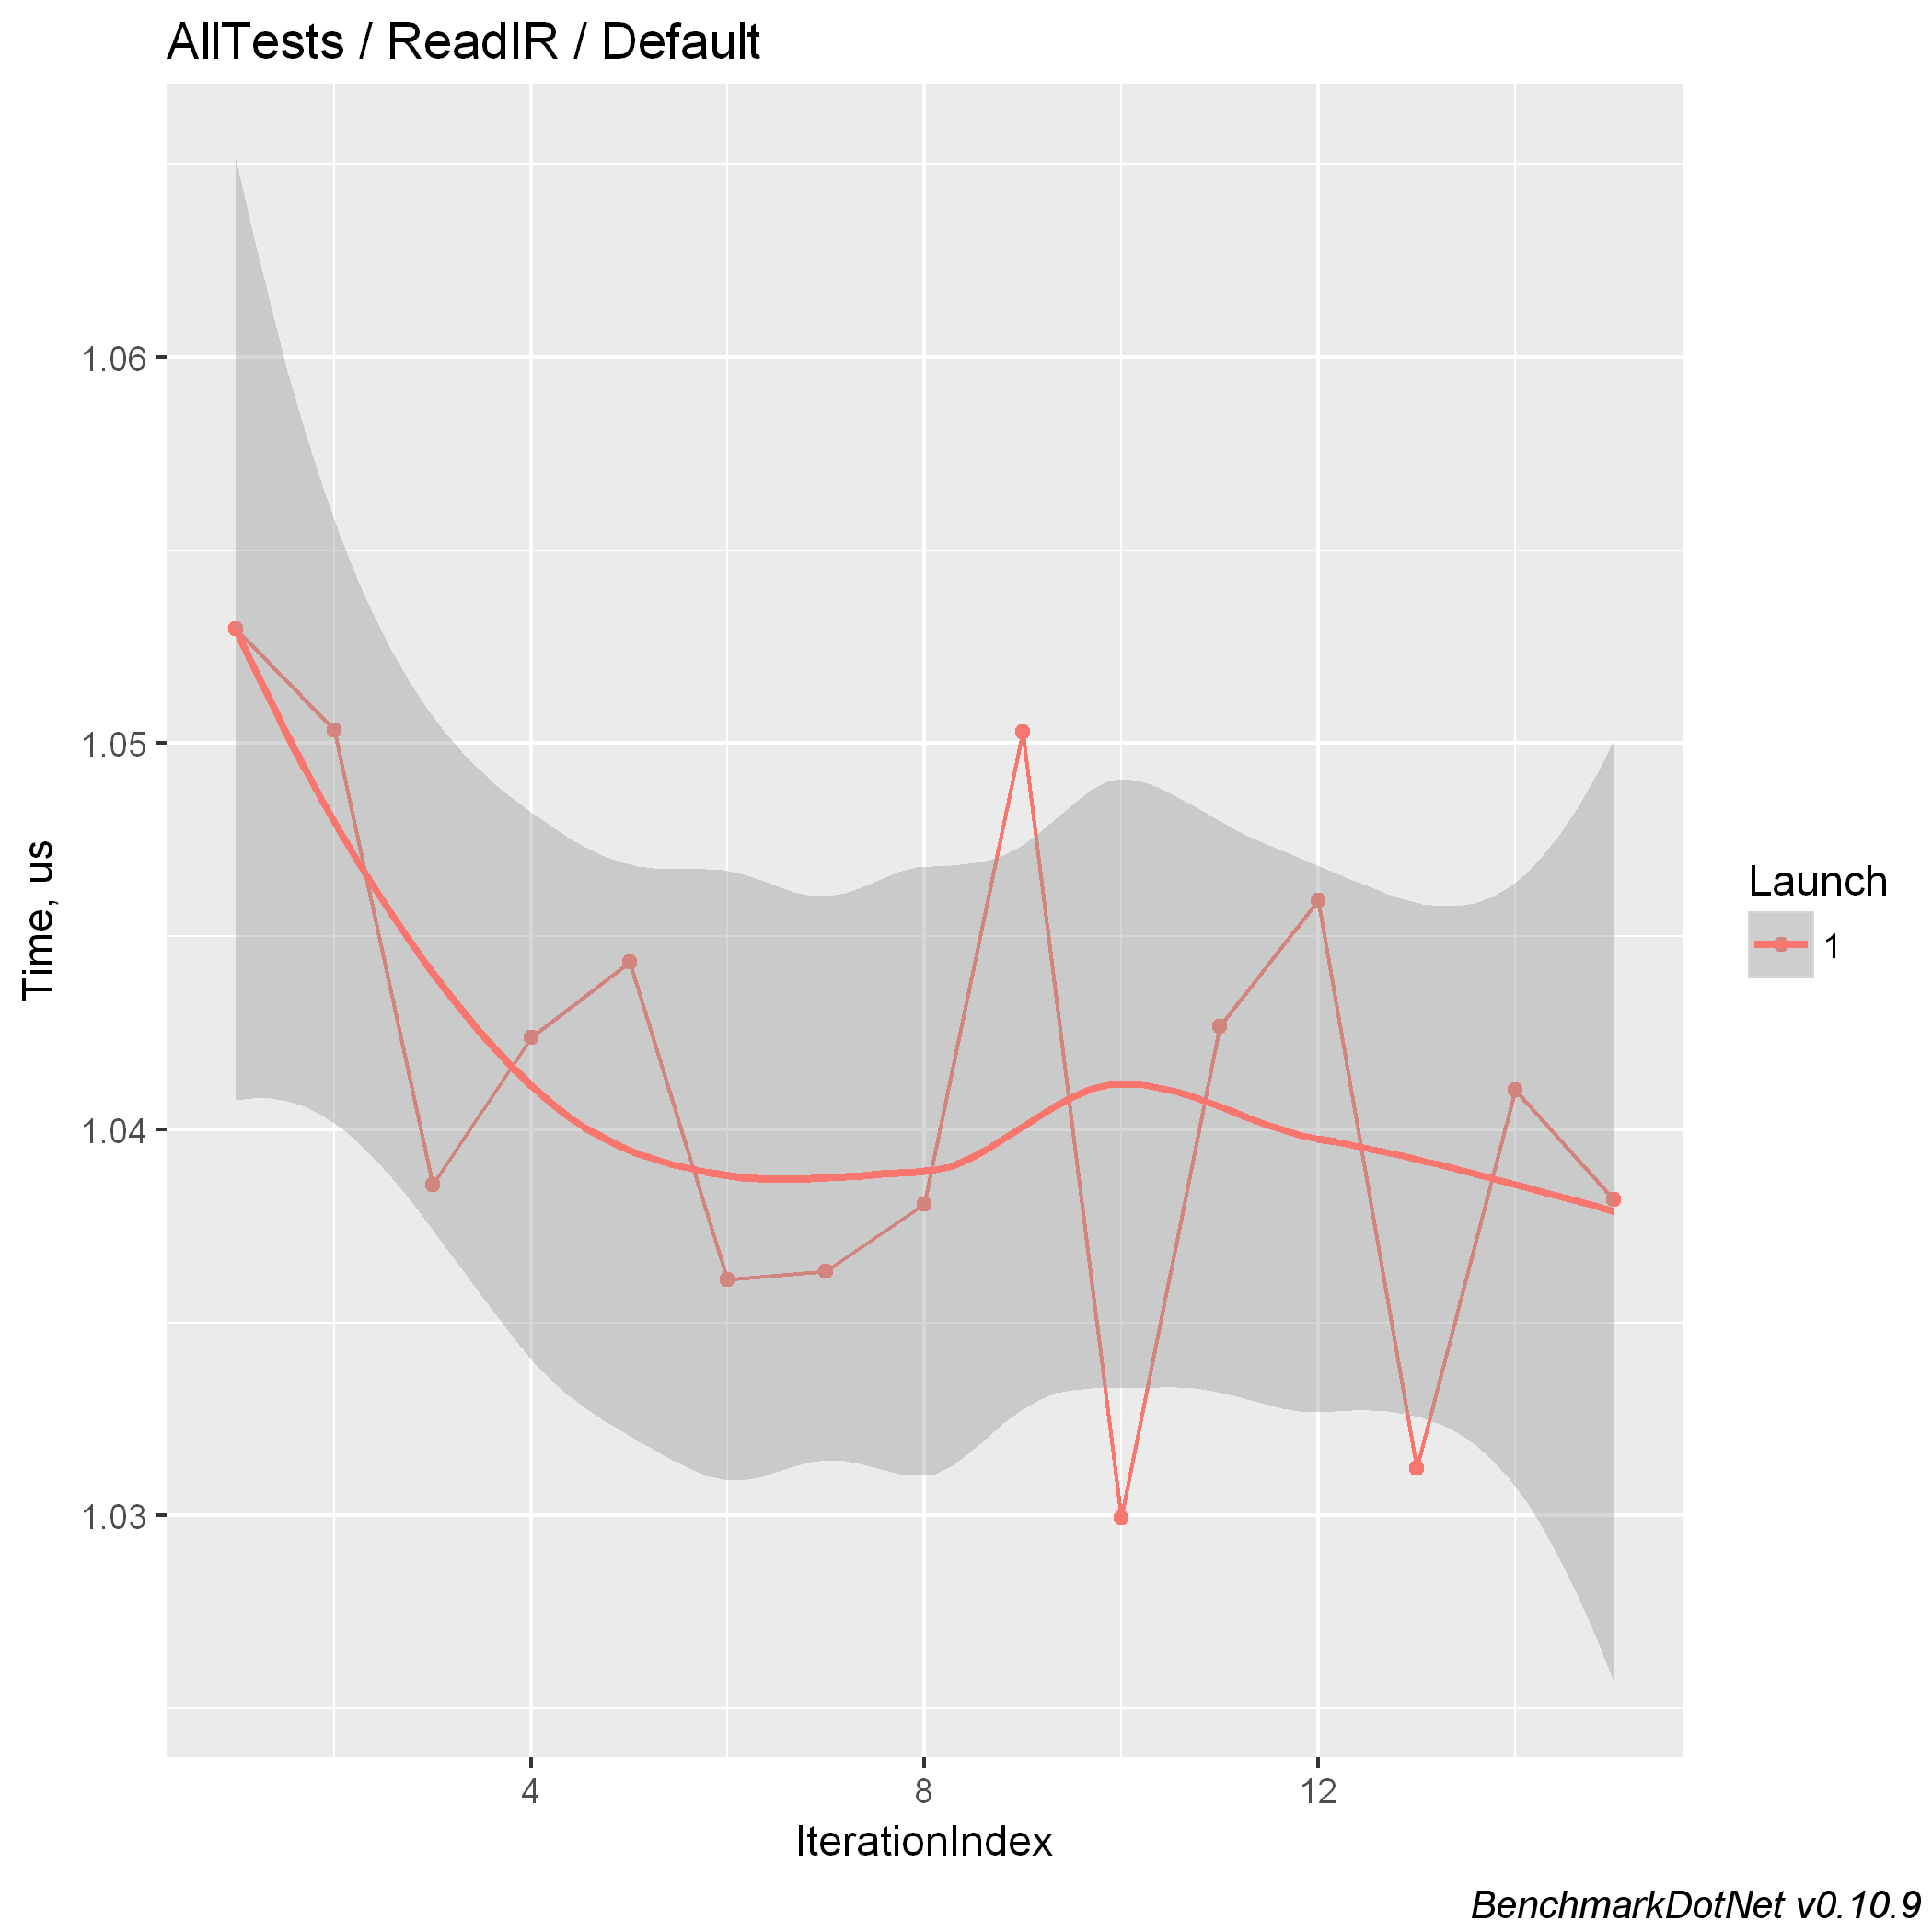 AllTests / ReadIR / Default
Time, us
1.06
1.05
1.04
1.03
4 8 12
IterationIndex
Launch
1
BenchmarkDotNet v0.10.9